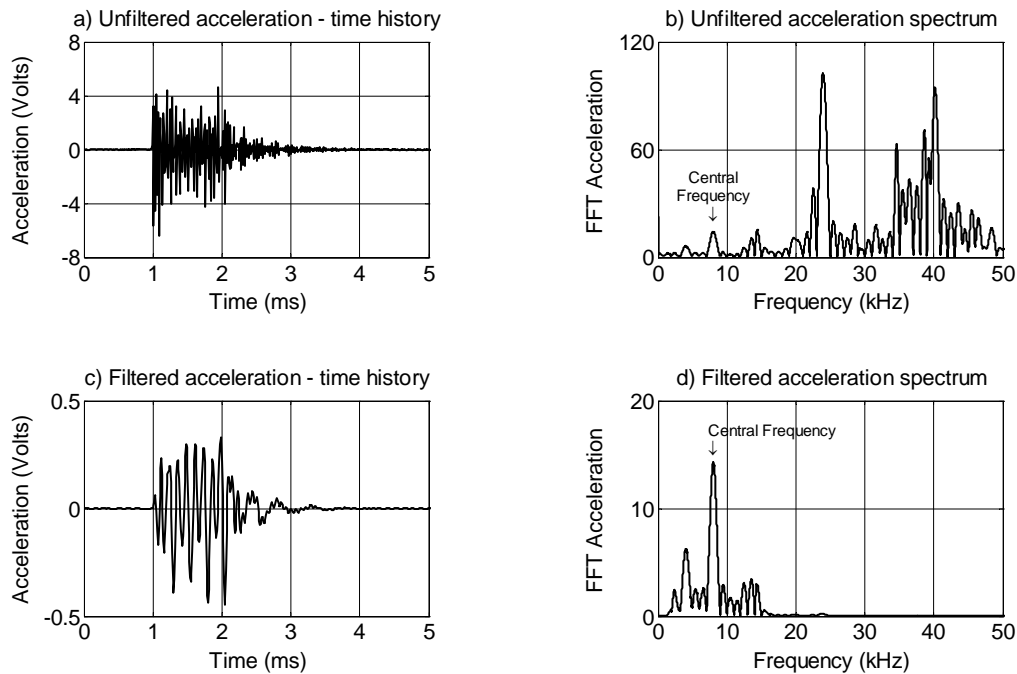 a) Unfiltered acceleration - time history
8
4
0
-4
-8
Acceleration (Volts)
0 1 2 3 4 5
Time (ms)
b) Unfiltered acceleration spectrum
120
60
0
FFT Acceleration
Central
Frequency
↓
0 10 20 30 40 50
Frequency (kHz)
c) Filtered acceleration - time history
0.5
0
-0.5
Acceleration (Volts)
0 1 2 3 4 5
Time (ms)
d) Filtered acceleration spectrum
20
10
0
FFT Acceleration
Central Frequency
↓
0 10 20 30 40 50
Frequency (kHz)